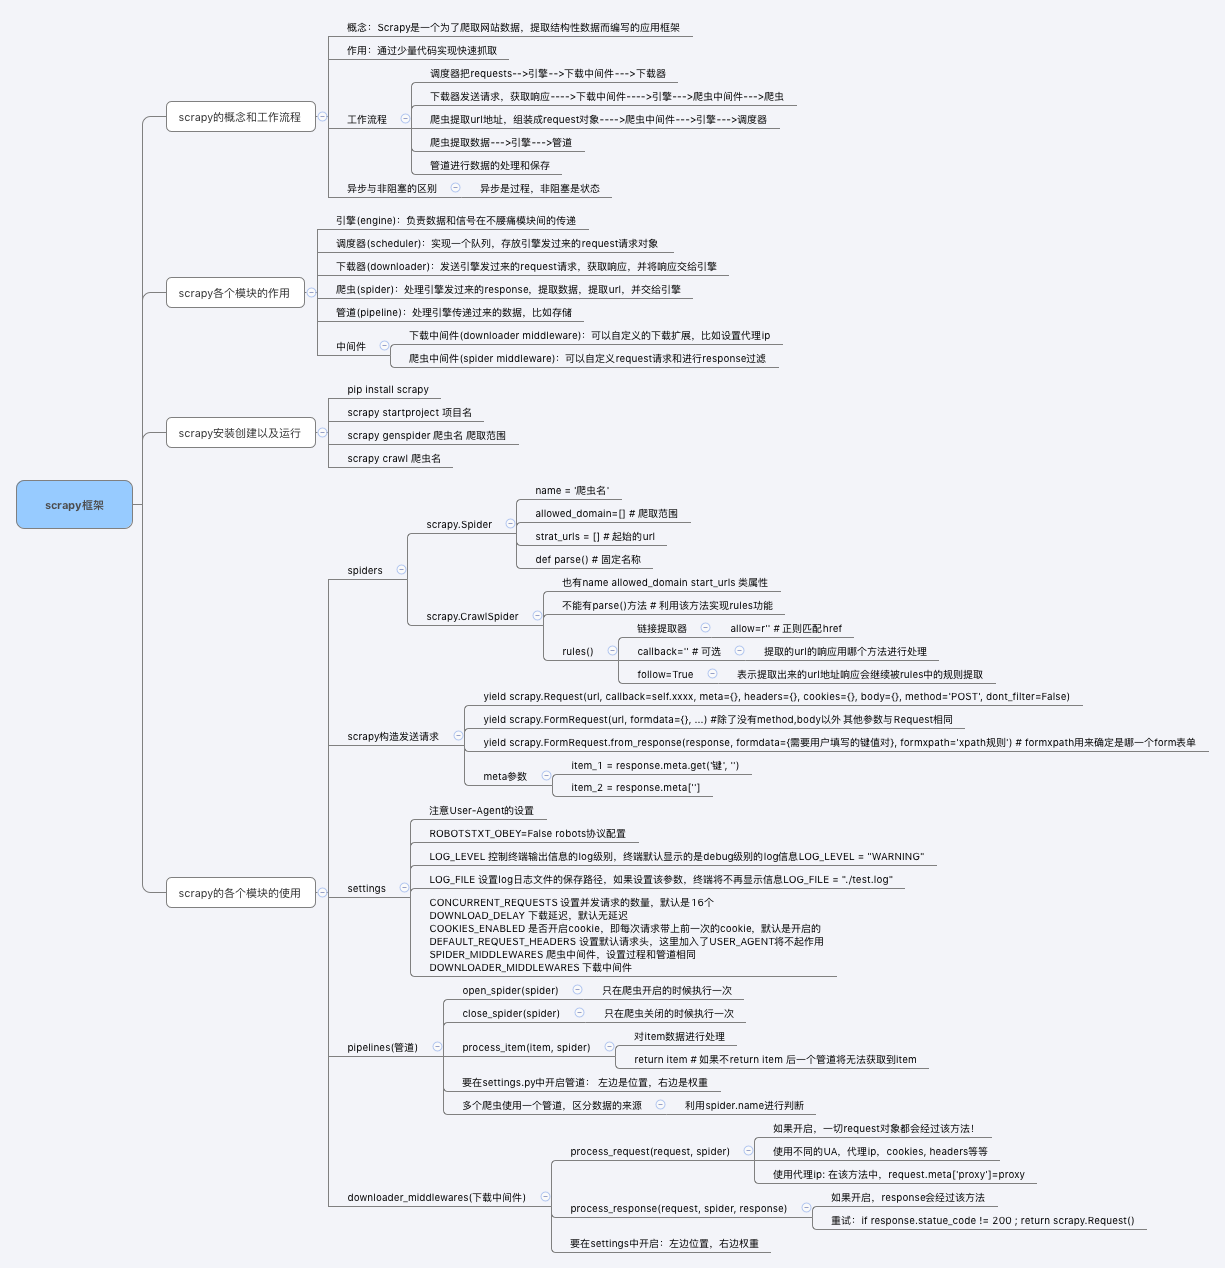 scrapy框架
scrapy的概念和工作流程
概念：Scrapy是一个为了爬取网站数据，提取结构性数据而编写的应用框架
作用：通过少量代码实现快速抓取
工作流程
调度器把requests-->引擎-->下载中间件--->下载器
下载器发送请求，获取响应---->下载中间件---->引擎--->爬虫中间件--->爬虫
爬虫提取url地址，组装成request对象---->爬虫中间件--->引擎--->调度器
爬虫提取数据--->引擎--->管道
管道进行数据的处理和保存
异步与非阻塞的区别
异步是过程，非阻塞是状态
scrapy各个模块的作用
引擎(engine)：负责数据和信号在不腰痛模块间的传递
调度器(scheduler)：实现一个队列，存放引擎发过来的request请求对象
下载器(downloader)：发送引擎发过来的request请求，获取响应，并将响应交给引擎
爬虫(spider)：处理引擎发过来的response，提取数据，提取url，并交给引擎
管道(pipeline)：处理引擎传递过来的数据，比如存储
中间件
下载中间件(downloader middleware)：可以自定义的下载扩展，比如设置代理ip
爬虫中间件(spider middleware)：可以自定义request请求和进行response过滤
scrapy安装创建以及运行
pip install scrapy
scrapy startproject 项目名
scrapy genspider 爬虫名 爬取范围
scrapy crawl 爬虫名
scrapy的各个模块的使用
spiders
scrapy.Spider
name = '爬虫名'
allowed_domain=[] # 爬取范围
strat_urls = [] # 起始的url
def parse() # 固定名称
scrapy.CrawlSpider
也有name allowed_domain start_urls 类属性
不能有parse()方法 # 利用该方法实现rules功能
rules()
链接提取器
allow=r'' # 正则匹配href
callback='' # 可选
提取的url的响应用哪个方法进行处理
follow=True
表示提取出来的url地址响应会继续被rules中的规则提取
scrapy构造发送请求
yield scrapy.Request(url, callback=self.xxxx, meta={}, headers={}, cookies={}, body={}, method='POST', dont_filter=False)
yield scrapy.FormRequest(url, formdata={}, ...) #除了没有method,body以外 其他参数与Request相同
yield scrapy.FormRequest.from_response(response, formdata={需要用户填写的键值对}, formxpath='xpath规则') # formxpath用来确定是哪一个form表单
meta参数
item_1 = response.meta.get('键', '')
item_2 = response.meta['']
settings
注意User-Agent的设置
ROBOTSTXT_OBEY=False robots协议配置
LOG_LEVEL 控制终端输出信息的log级别，终端默认显示的是debug级别的log信息LOG_LEVEL = "WARNING"
LOG_FILE 设置log日志文件的保存路径，如果设置该参数，终端将不再显示信息LOG_FILE = "./test.log"
CONCURRENT_REQUESTS 设置并发请求的数量，默认是16个
DOWNLOAD_DELAY 下载延迟，默认无延迟
COOKIES_ENABLED 是否开启cookie，即每次请求带上前一次的cookie，默认是开启的
DEFAULT_REQUEST_HEADERS 设置默认请求头，这里加入了USER_AGENT将不起作用
SPIDER_MIDDLEWARES 爬虫中间件，设置过程和管道相同
DOWNLOADER_MIDDLEWARES 下载中间件
pipelines(管道)
open_spider(spider)
只在爬虫开启的时候执行一次
close_spider(spider)
只在爬虫关闭的时候执行一次
process_item(item, spider)
对item数据进行处理
return item # 如果不return item 后一个管道将无法获取到item
要在settings.py中开启管道： 左边是位置，右边是权重
多个爬虫使用一个管道，区分数据的来源
利用spider.name进行判断
downloader_middlewares(下载中间件)
process_request(request, spider)
如果开启，一切request对象都会经过该方法！
使用不同的UA，代理ip，cookies, headers等等
使用代理ip: 在该方法中，request.meta['proxy']=proxy
process_response(request, spider, response)
如果开启，response会经过该方法
重试：if response.statue_code != 200 ; return scrapy.Request()
要在settings中开启：左边位置，右边权重